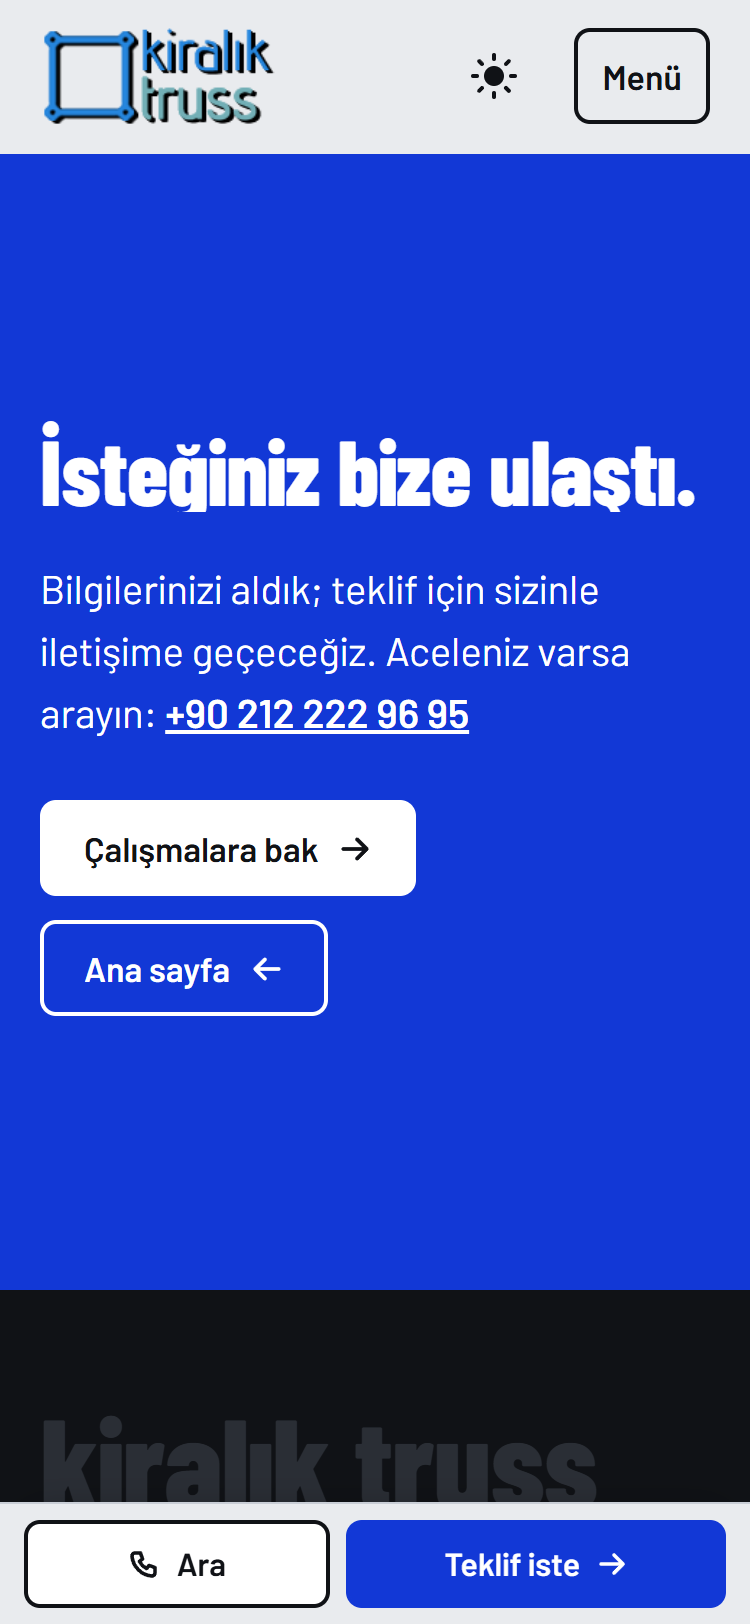 kiralık
truss
Menü
İsteğiniz bize ulaştı.
Bilgilerinizi aldık; teklif için sizinle
iletişime geçeceğiz. Aceleniz varsa
arayın: +90 212 222 96 95
Çalışmalara bak →
Ana sayfa ←
kiralık truss
Ara
Teklif iste →